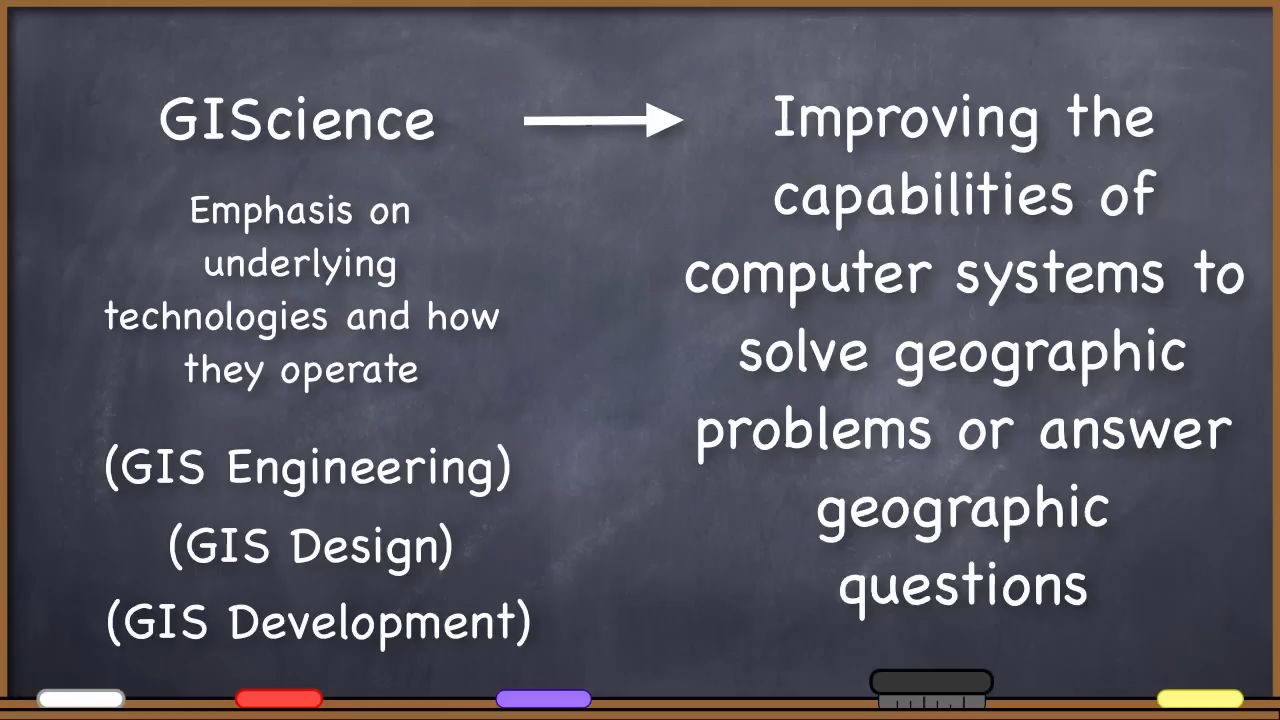 GIScience
Emphasis on
underlying
technologies and how
they operate
(GIS Engineering)
(GIS Design)
(GIS Development)
Improving the
capabilities of
computer systems to
solve geographic
problems or answer
geographic
questions